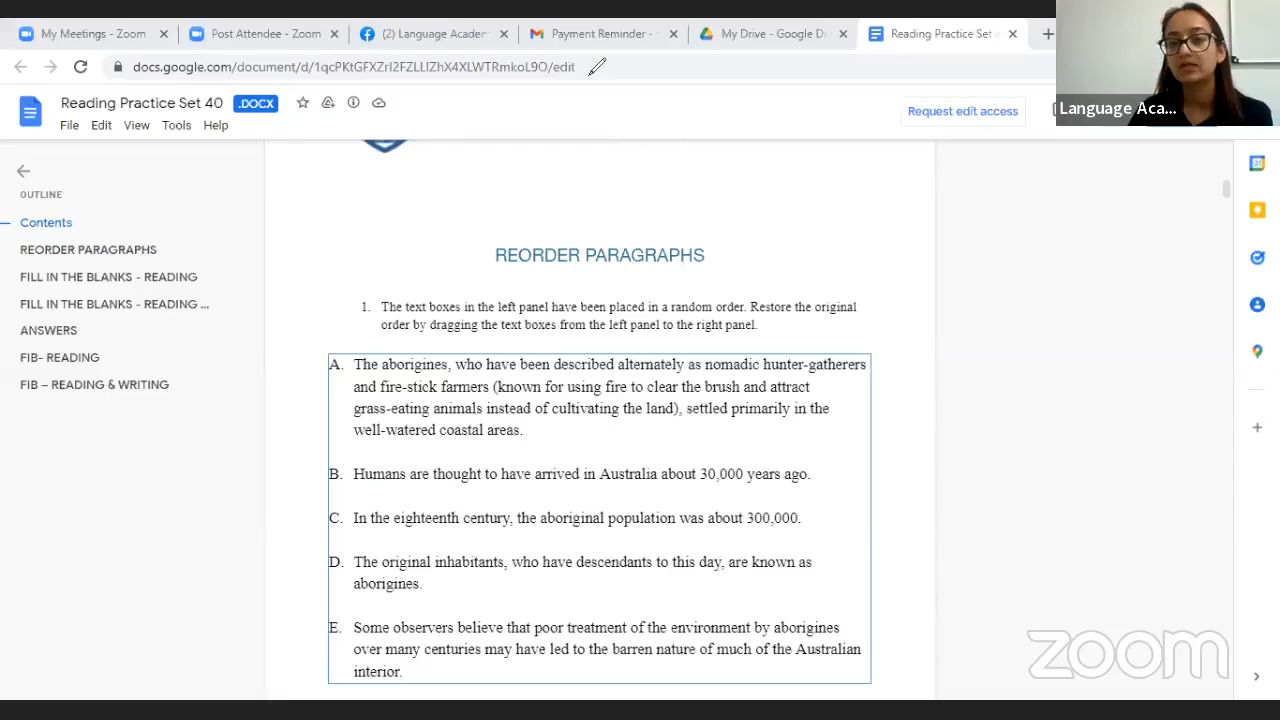 My Meetings - Zoom
Post Attendee - Zoom
(2) Language Academ
Payment Reminder -
My Drive - Google D
Reading Practice Set
docs.google.com/document/d/1qcPKtGFXZrI2FZLLlZhX4XLWTRmkoL9O/edit
Reading Practice Set 40 .DOCX
Request edit access
Language Aca...
File Edit View Tools Help
OUTLINE
Contents
REORDER PARAGRAPHS
FILL IN THE BLANKS - READING
FILL IN THE BLANKS - READING ...
ANSWERS
FIB- READING
FIB – READING & WRITING
REORDER PARAGRAPHS
1. The text boxes in the left panel have been placed in a random order. Restore the original
order by dragging the text boxes from the left panel to the right panel.
A. The aborigines, who have been described alternately as nomadic hunter-gatherers
and fire-stick farmers (known for using fire to clear the brush and attract
grass-eating animals instead of cultivating the land), settled primarily in the
well-watered coastal areas.
B. Humans are thought to have arrived in Australia about 30,000 years ago.
C. In the eighteenth century, the aboriginal population was about 300,000.
D. The original inhabitants, who have descendants to this day, are known as
aborigines.
E. Some observers believe that poor treatment of the environment by aborigines
over many centuries may have led to the barren nature of much of the Australian
interior.
zoom